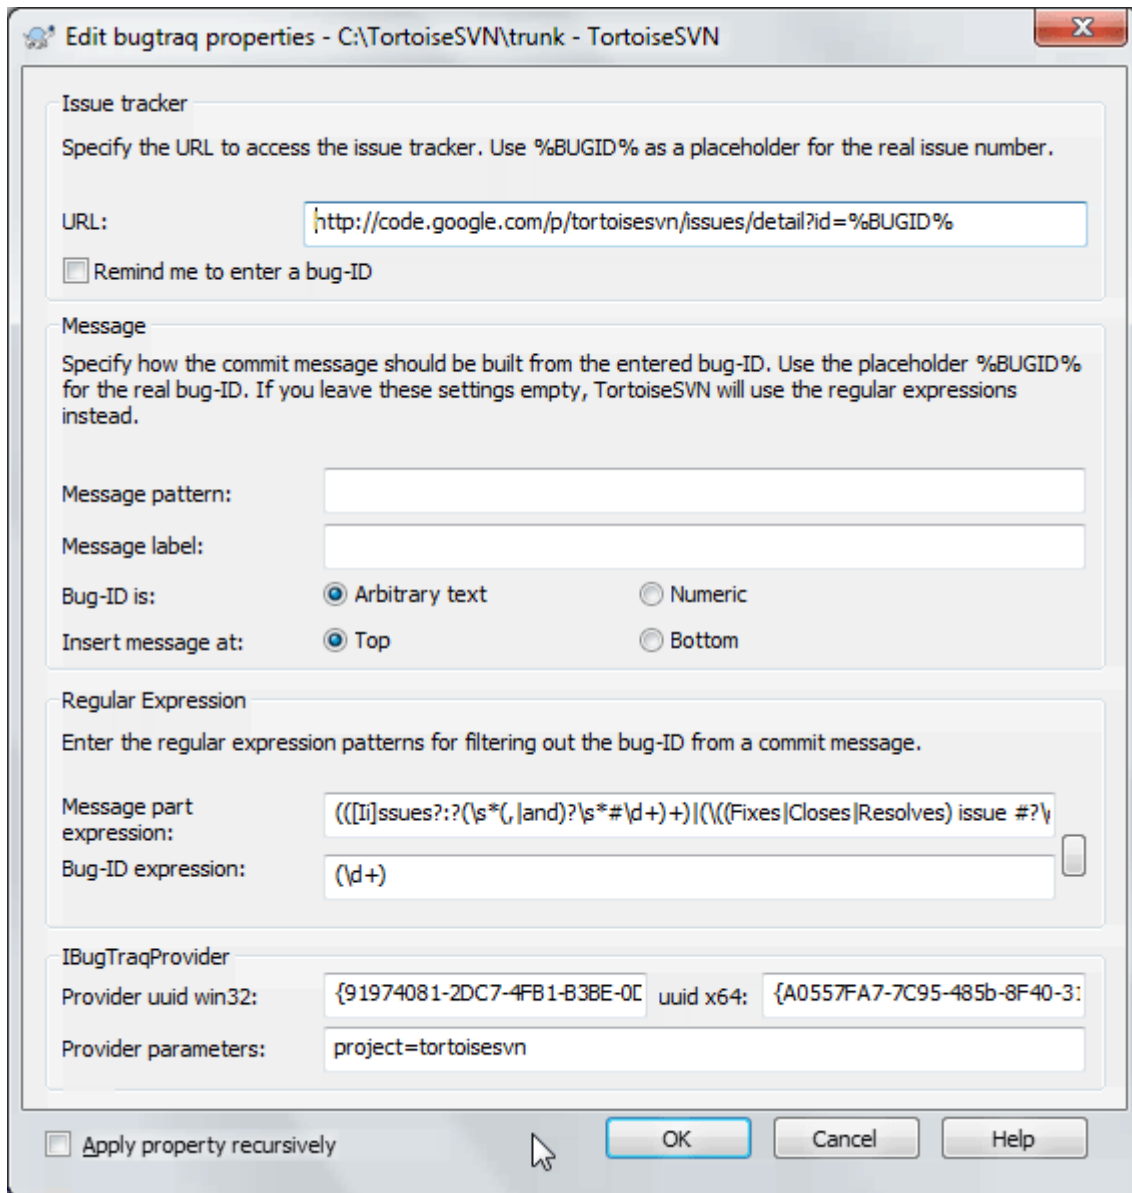 Edit bugtraq properties - C:\TortoiseSVN\trunk - TortoiseSVN
Issue tracker
Specify the URL to access the issue tracker. Use %BUGID% as a placeholder for the real issue number.
URL: http://code.google.com/p/tortoisesvn/issues/detail?id=%BUGID%
Remind me to enter a bug-ID
Message
Specify how the commit message should be built from the entered bug-ID. Use the placeholder %BUGID%
for the real bug-ID. If you leave these settings empty, TortoiseSVN will use the regular expressions
instead.
Message pattern:
Message label:
Bug-ID is: Arbitrary text Numeric
Insert message at: Top Bottom
Regular Expression
Enter the regular expression patterns for filtering out the bug-ID from a commit message.
Message part
expression: (([Ii]ssues?:?(\s*(,|and)?\s*#\d+)+)|(\((Fixes|Closes|Resolves) issue #?\
Bug-ID expression: (\d+)
IBugTraqProvider
Provider uuid win32: {91974081-2DC7-4FB1-B3BE-0D uuid x64: {A0557FA7-7C95-485b-8F40-31
Provider parameters: project=tortoisesvn
Apply property recursively OK Cancel Help